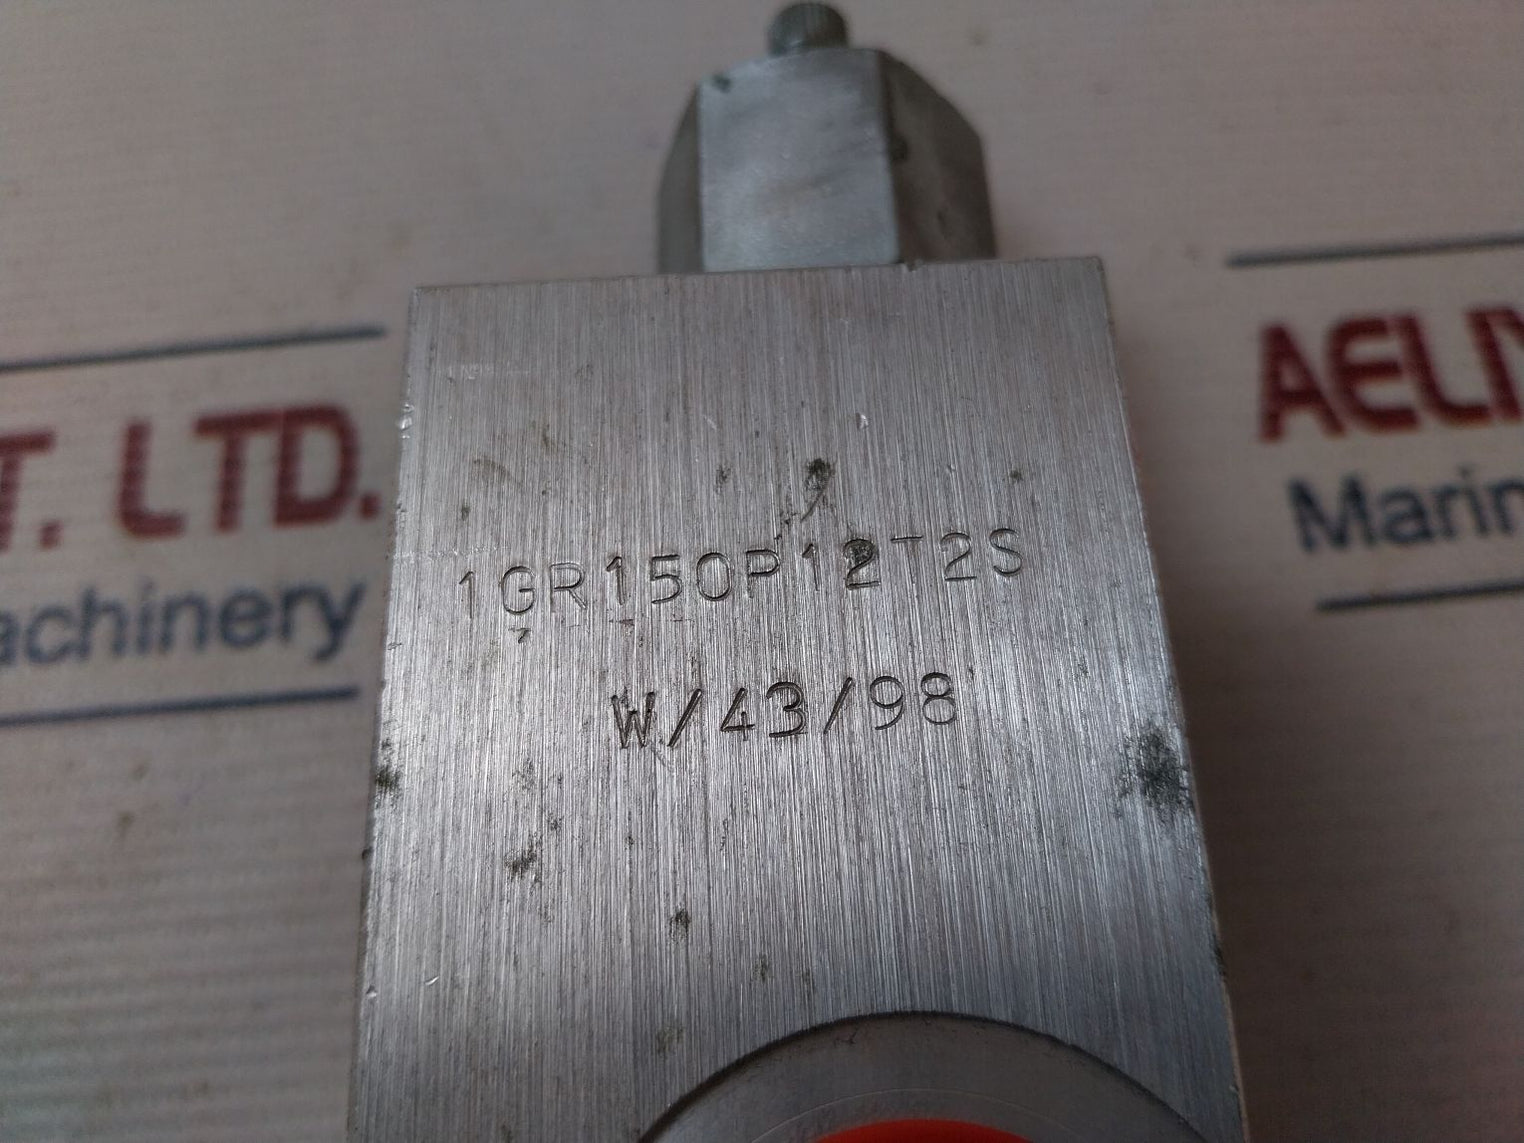 T. LTD.
achinery
AELI
Marin
1GR150P12T2S
W/43/98